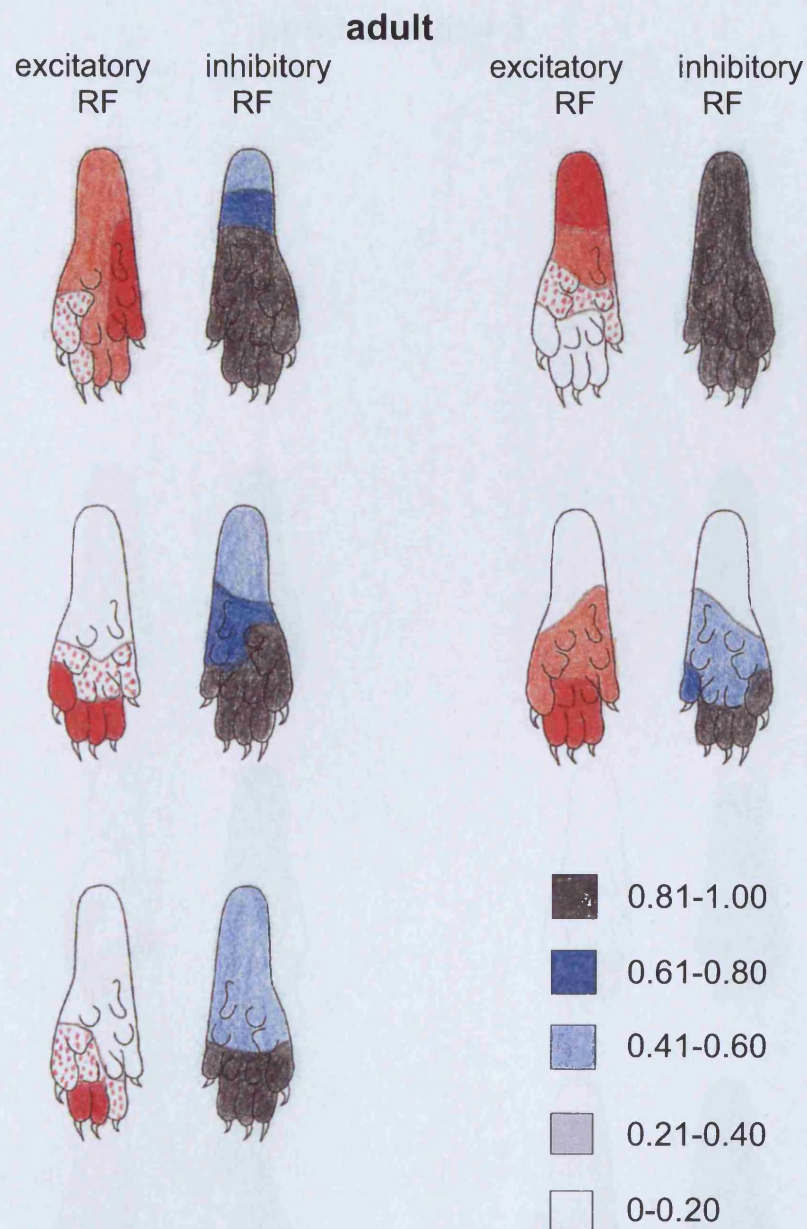 adult
excitatory inhibitory excitatory inhibitory
RF RF RF RF
0.81-1.00
0.61-0.80
0.41-0.60
0.21-0.40
0-0.20